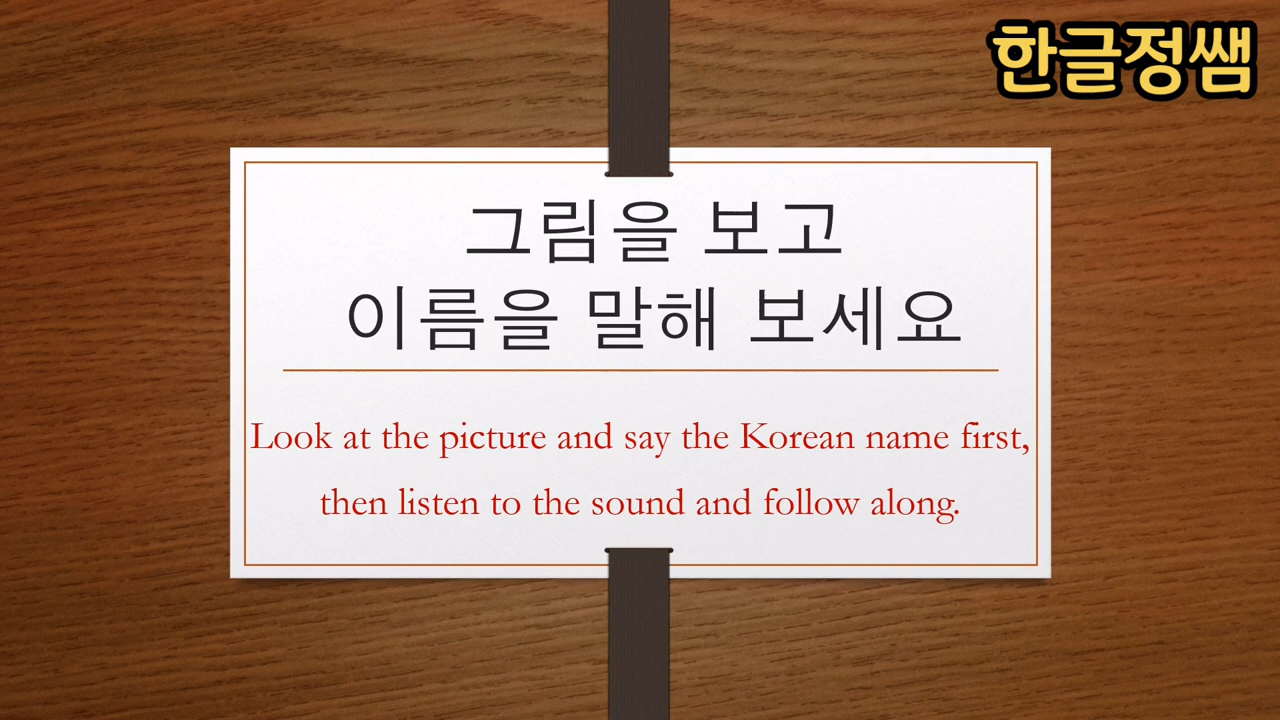 한글정쌤
그림을 보고
이름을 말해 보세요
Look at the picture and say the Korean name first,
then listen to the sound and follow along.